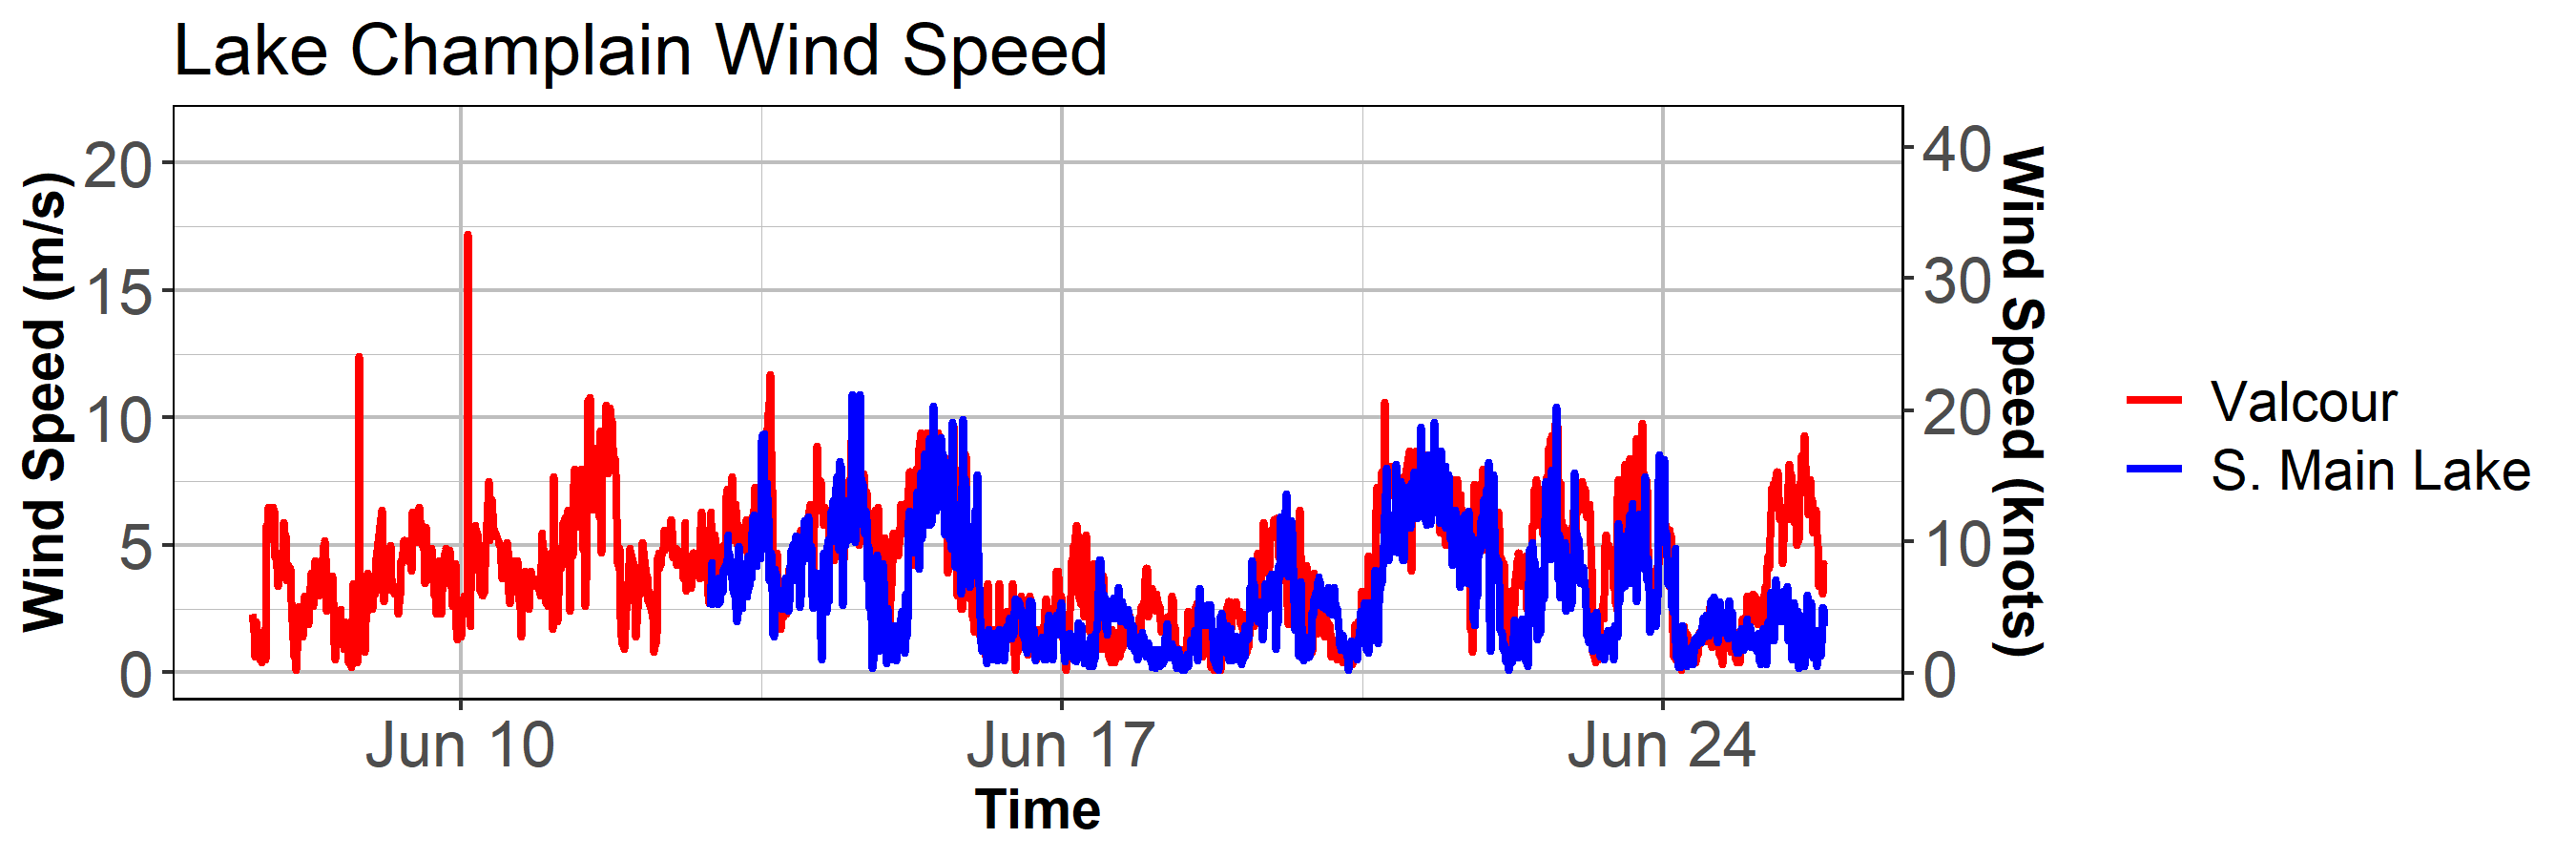 Lake Champlain Wind Speed
Wind Speed (m/s)
20
15
10
5
0
40
30
20
10
0
Wind Speed (knots)
Jun 10
Jun 17
Jun 24
Time
Valcour
S. Main Lake